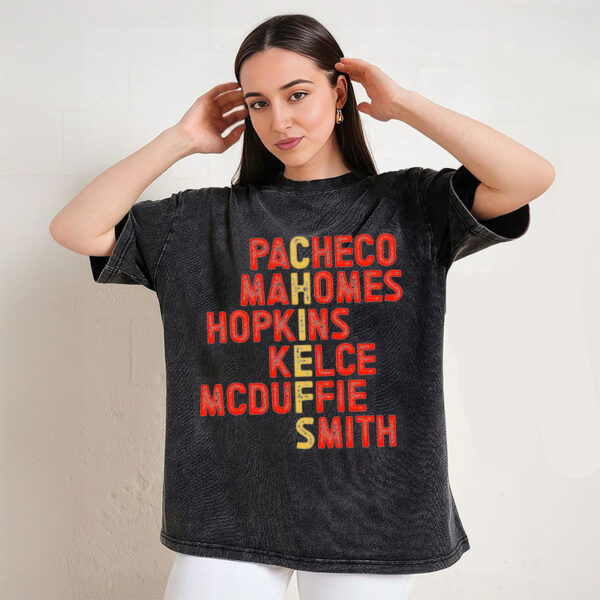 PACHECO
MAHOMES
HOPKINS
KELCE
MCDUFFIE
SMITH